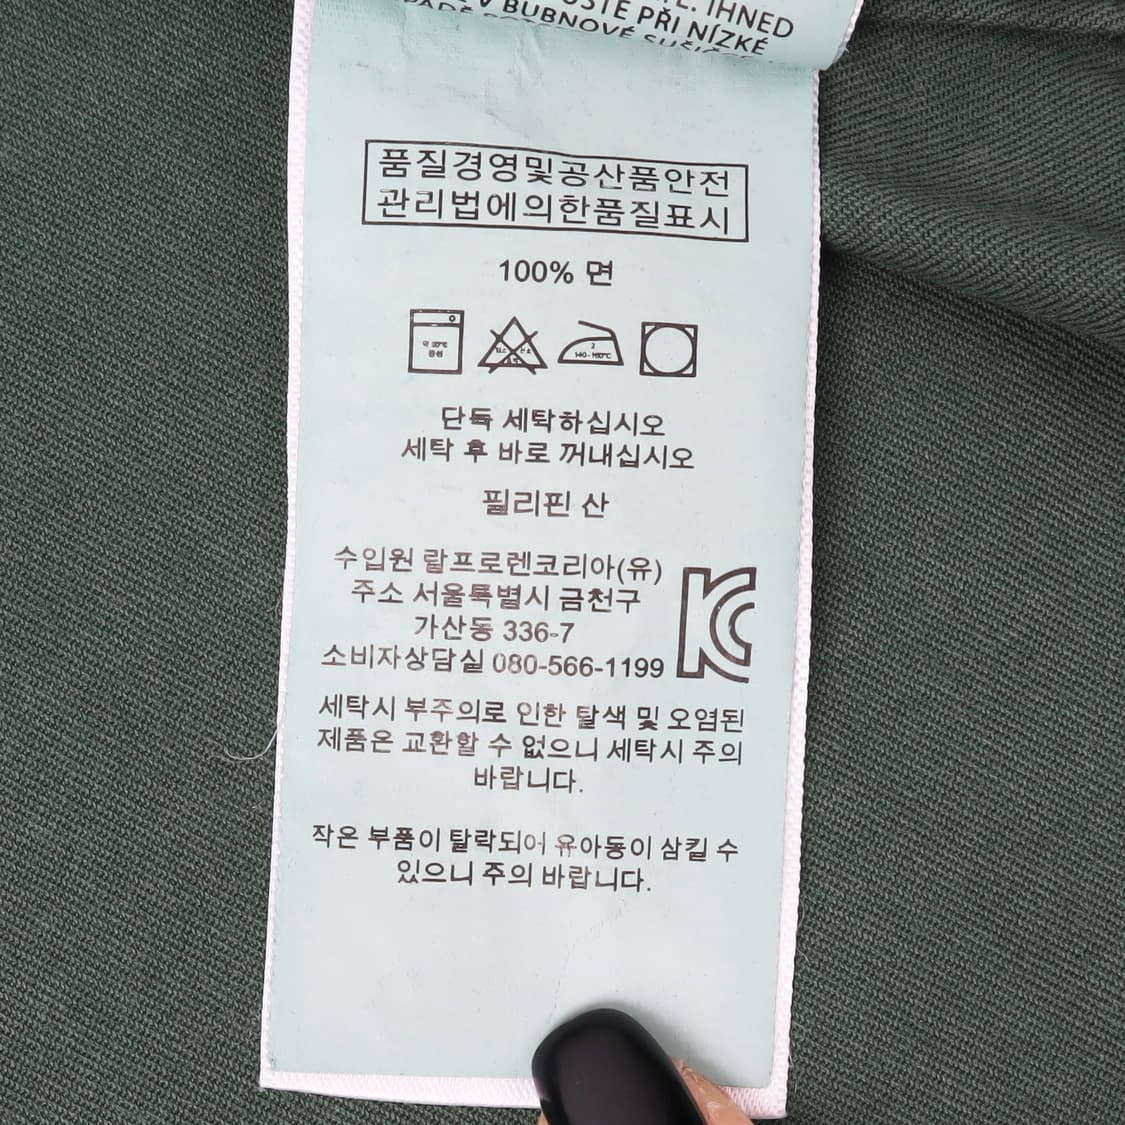 IHNED
PŘI NÍZKÉ
V BUBNOVÉ
품질경영및공산품안전
관리법에의한품질표시
100% 면
단독 세탁하십시오
세탁 후 바로 꺼내십시오
필리핀 산
수입원 랄프로렌코리아(유)
주소 서울특별시 금천구
가산동 336-7
소비자상담실 080-566-1199
KC
세탁시 부주의로 인한 탈색 및 오염된
제품은 교환할 수 없으니 세탁시 주의
바랍니다.
작은 부품이 탈락되어 유아동이 삼킬 수
있으니 주의 바랍니다.